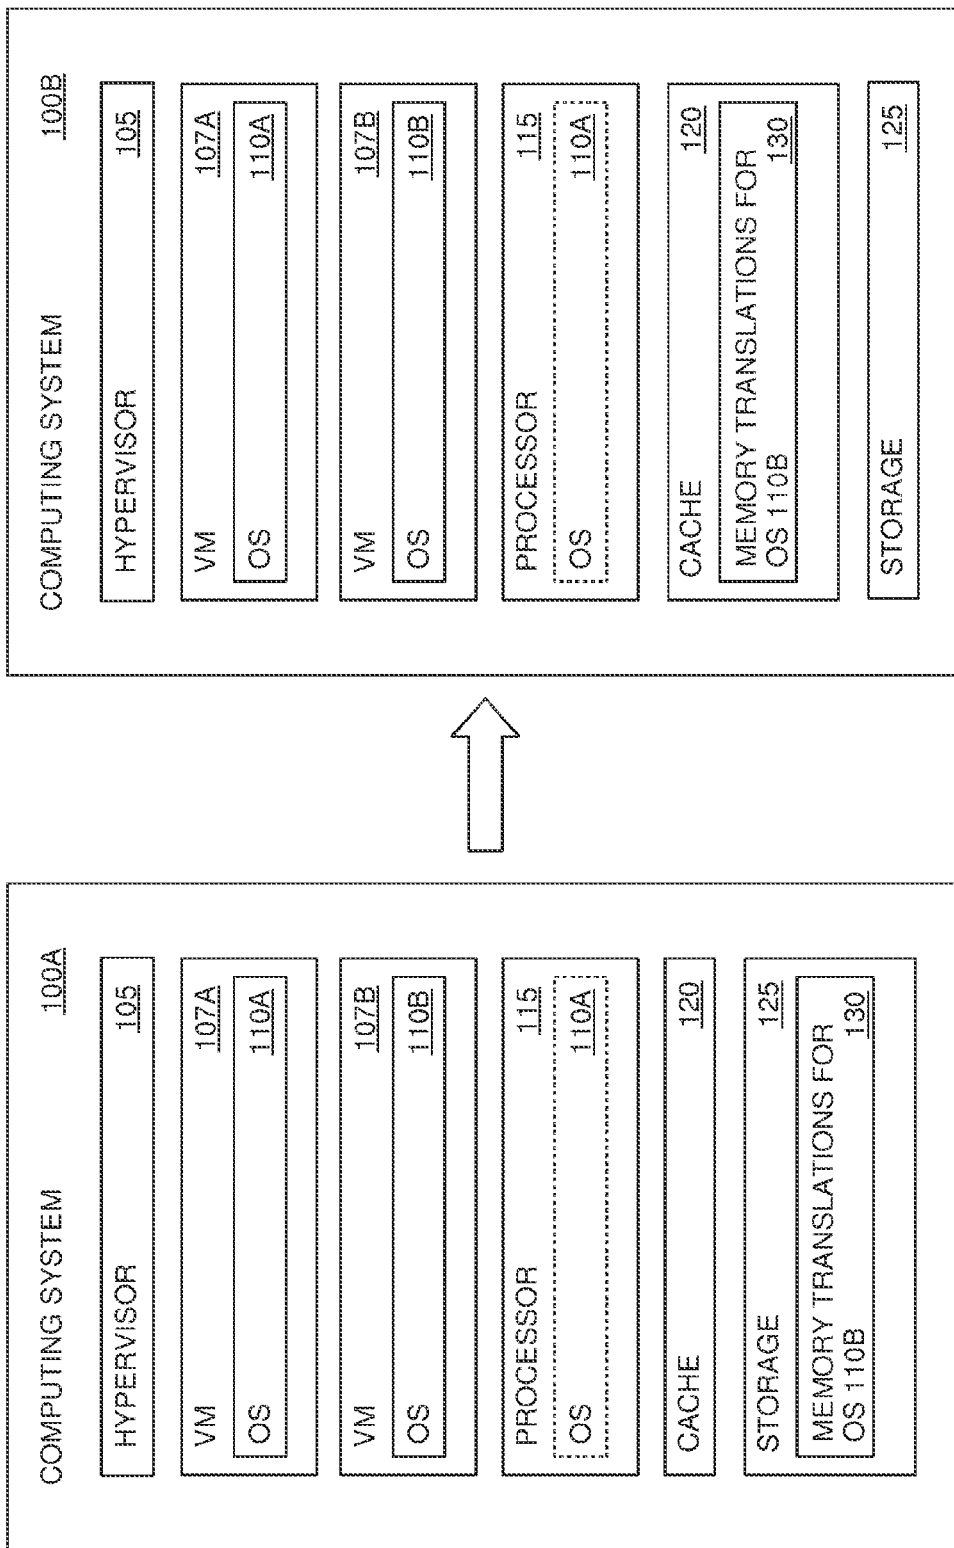 COMPUTING SYSTEM 100A
HYPERVISOR 105
VM 107A
OS 110A
VM 107B
OS 110B
PROCESSOR 115
OS 110A
CACHE 120
STORAGE 125
MEMORY TRANSLATIONS FOR
OS 110B 130
COMPUTING SYSTEM 100B
HYPERVISOR 105
VM 107A
OS 110A
VM 107B
OS 110B
PROCESSOR 115
OS 110A
CACHE 120
MEMORY TRANSLATIONS FOR
OS 110B 130
STORAGE 125